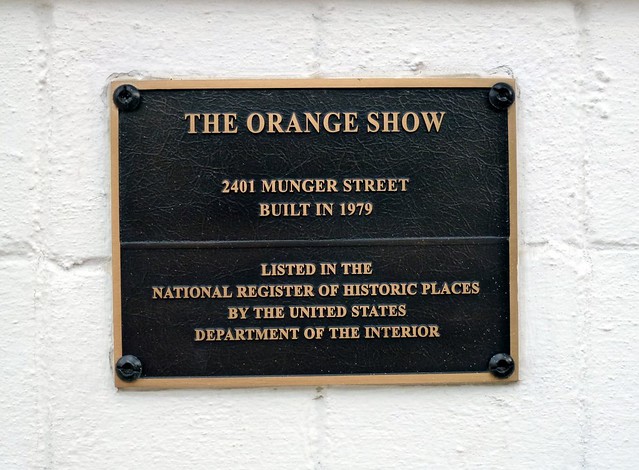 THE ORANGE SHOW
2401 MUNGER STREET
BUILT IN 1979
LISTED IN THE
NATIONAL REGISTER OF HISTORIC PLACES
BY THE UNITED STATES
DEPARTMENT OF THE INTERIOR